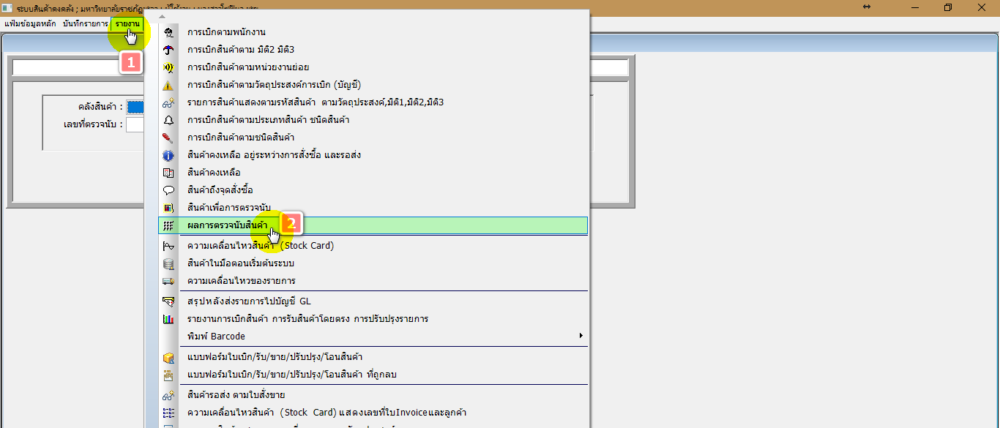 ระบบสินค้าคงคลัง ; มหาวิทยาลัยราชภัฏ
แฟ้มข้อมูลหลัก บันทึกรายการ รายงาน
1
คลังสินค้า :
เลขที่ตรวจนับ :
การเบิกตามพนักงาน
การเบิกสินค้าตาม มิติ2 มิติ3
การเบิกสินค้าตามหน่วยงานย่อย
การเบิกสินค้าตามวัตถุประสงค์การเบิก (บัญชี)
รายการสินค้าแสดงตามรหัสสินค้า ตามวัตถุประสงค์,มิติ1,มิติ2,มิติ3
การเบิกสินค้าตามประเภทสินค้า ชนิดสินค้า
การเบิกสินค้าตามชนิดสินค้า
สินค้าคงเหลือ อยู่ระหว่างการสั่งซื้อ และรอส่ง
สินค้าคงเหลือ
สินค้าถึงจุดสั่งซื้อ
สินค้าเพื่อการตรวจนับ
ผลการตรวจนับสินค้า 2
ความเคลื่อนไหวสินค้า (Stock Card)
สินค้าในมือตอนเริ่มต้นระบบ
ความเคลื่อนไหวของรายการ
สรุปหลังส่งรายการไปบัญชี GL
รายงานการเบิกสินค้า การรับสินค้าโดยตรง การปรับปรุงรายการ
พิมพ์ Barcode
แบบฟอร์มใบเบิก/รับ/ขาย/ปรับปรุง/โอนสินค้า
แบบฟอร์มใบเบิก/รับ/ขาย/ปรับปรุง/โอนสินค้า ที่ถูกลบ
สินค้ารอส่ง ตามใบสั่งขาย
ความเคลื่อนไหวสินค้า (Stock Card) แสดงเลขที่ใบInvoiceและลูกค้า